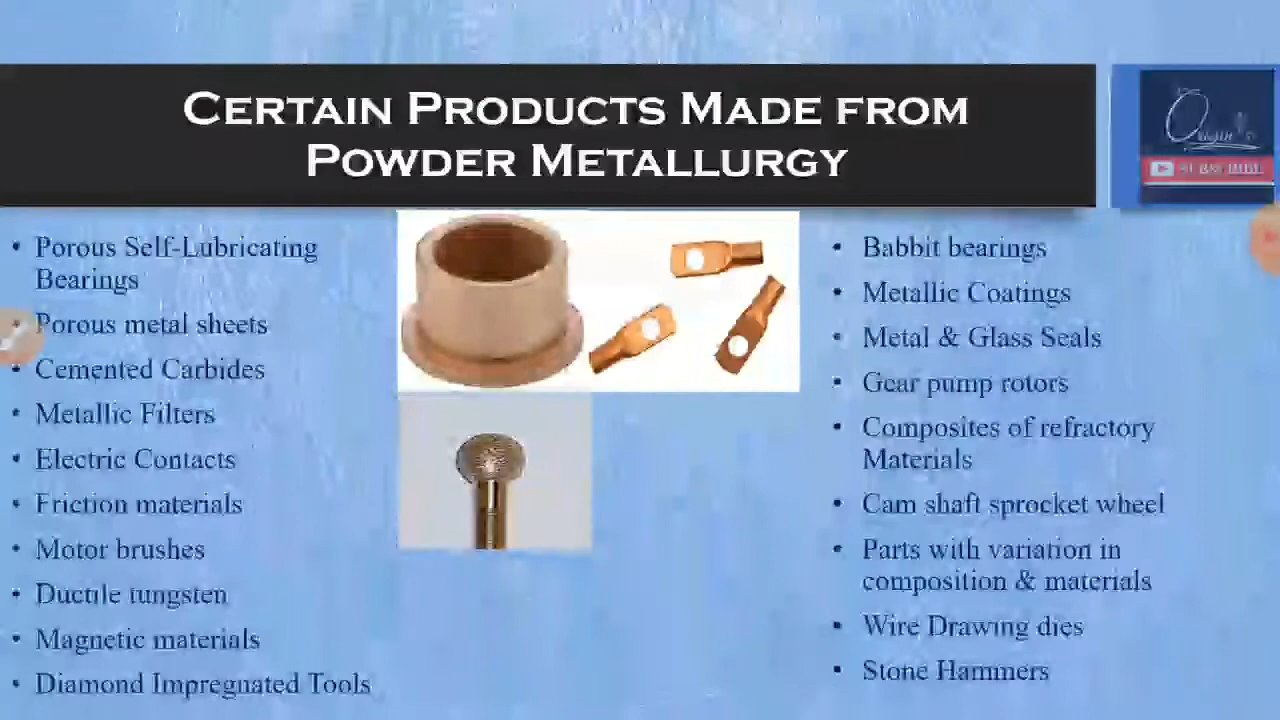 CERTAIN PRODUCTS MADE FROM
POWDER METALLURGY
Origin
SUBSCRIBE
• Porous Self-Lubricating
Bearings
• Porous metal sheets
• Cemented Carbides
• Metallic Filters
• Electric Contacts
• Friction materials
• Motor brushes
• Ductile tungsten
• Magnetic materials
• Diamond Impregnated Tools
• Babbit bearings
• Metallic Coatings
• Metal & Glass Seals
• Gear pump rotors
• Composites of refractory
Materials
• Cam shaft sprocket wheel
• Parts with variation in
composition & materials
• Wire Drawing dies
• Stone Hammers